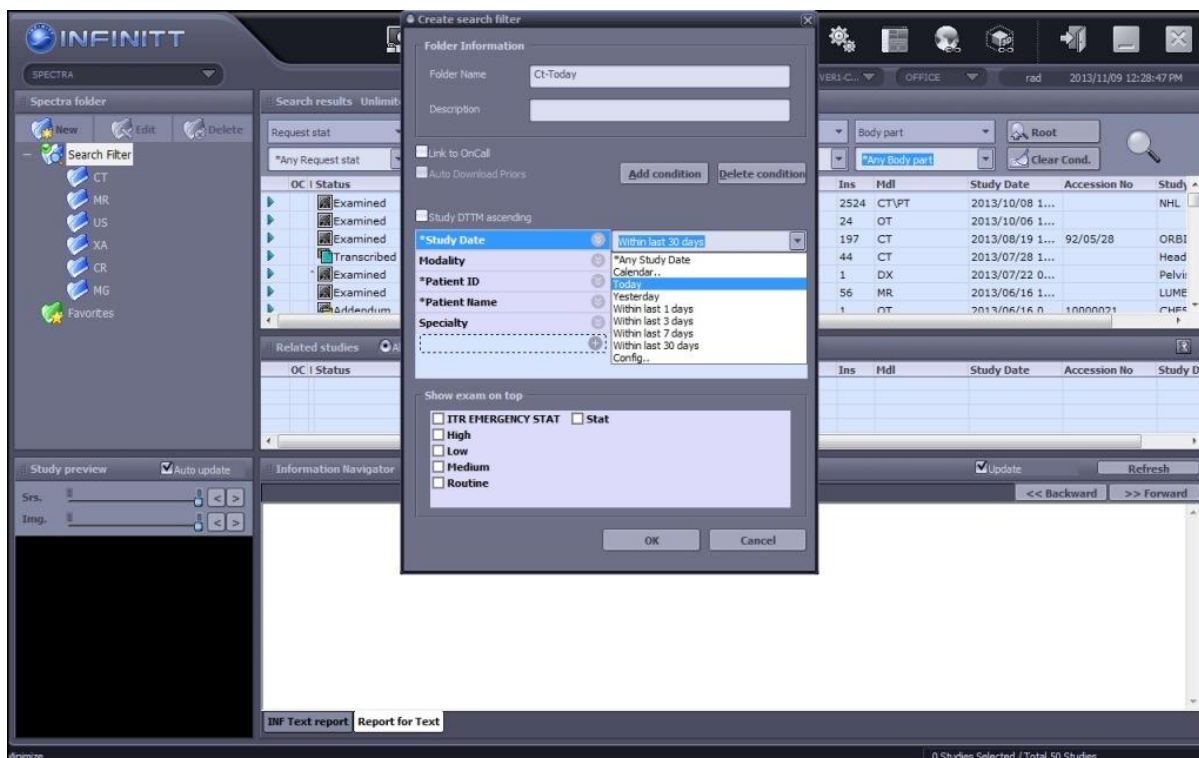 INFINITT
SPECTRA
VER1-C...
OFFICE
rad
2013/11/09 12:28:47 PM
Spectra folder
New
Edit
Delete
Search Filter
CT
MR
US
XA
CR
MG
Favorites
Search results Unlimit
Request stat
*Any Request stat
Body part
*Any Body part
Root
Clear Cond.
OC I Status Ins Mdl Study Date Accession No Study
Examined 2524 CT\PT 2013/10/08 1... NHL
Examined 24 OT 2013/10/06 1...
Examined 197 CT 2013/08/19 1... 92/05/28 ORBI
Transcribed 44 CT 2013/07/28 1... Head
Examined 1 DX 2013/07/22 0... Pelvi
Examined 56 MR 2013/06/16 1... LUME
Addendum 1 OT 2013/06/16 0... 10000021 CHES
Related studies
OC I Status Ins Mdl Study Date Accession No Study D
Create search filter
Folder Information
Folder Name Ct-Today
Description
Link to OnCall
Auto Download Priors
Add condition
Delete condition
Study DTTM ascending
*Study Date
Within last 30 days
Modality
*Patient ID
*Patient Name
Specialty
*Any Study Date
Calendar..
Today
Yesterday
Within last 1 days
Within last 3 days
Within last 7 days
Within last 30 days
Config..
Show exam on top
ITR EMERGENCY STAT
Stat
High
Low
Medium
Routine
OK
Cancel
Study preview
Auto update
Srs.
< >
Img.
< >
Information Navigator
Update
Refresh
<< Backward
>> Forward
INF Text report
Report for Text
0 Studies Selected / Total 50 Studies